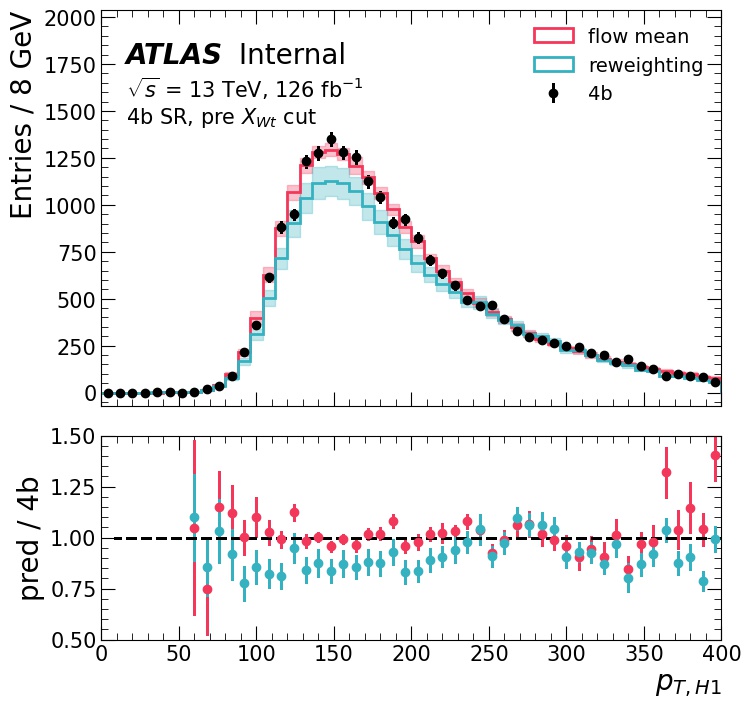 Entries / 8 GeV
2000
1750
1500
1250
1000
750
500
250
0
ATLAS Internal
√s = 13 TeV, 126 fb⁻¹
4b SR, pre X_Wt cut
flow mean
reweighting
4b
pred / 4b
1.50
1.25
1.00
0.75
0.50
0 50 100 150 200 250 300 350 400
p_T, H1